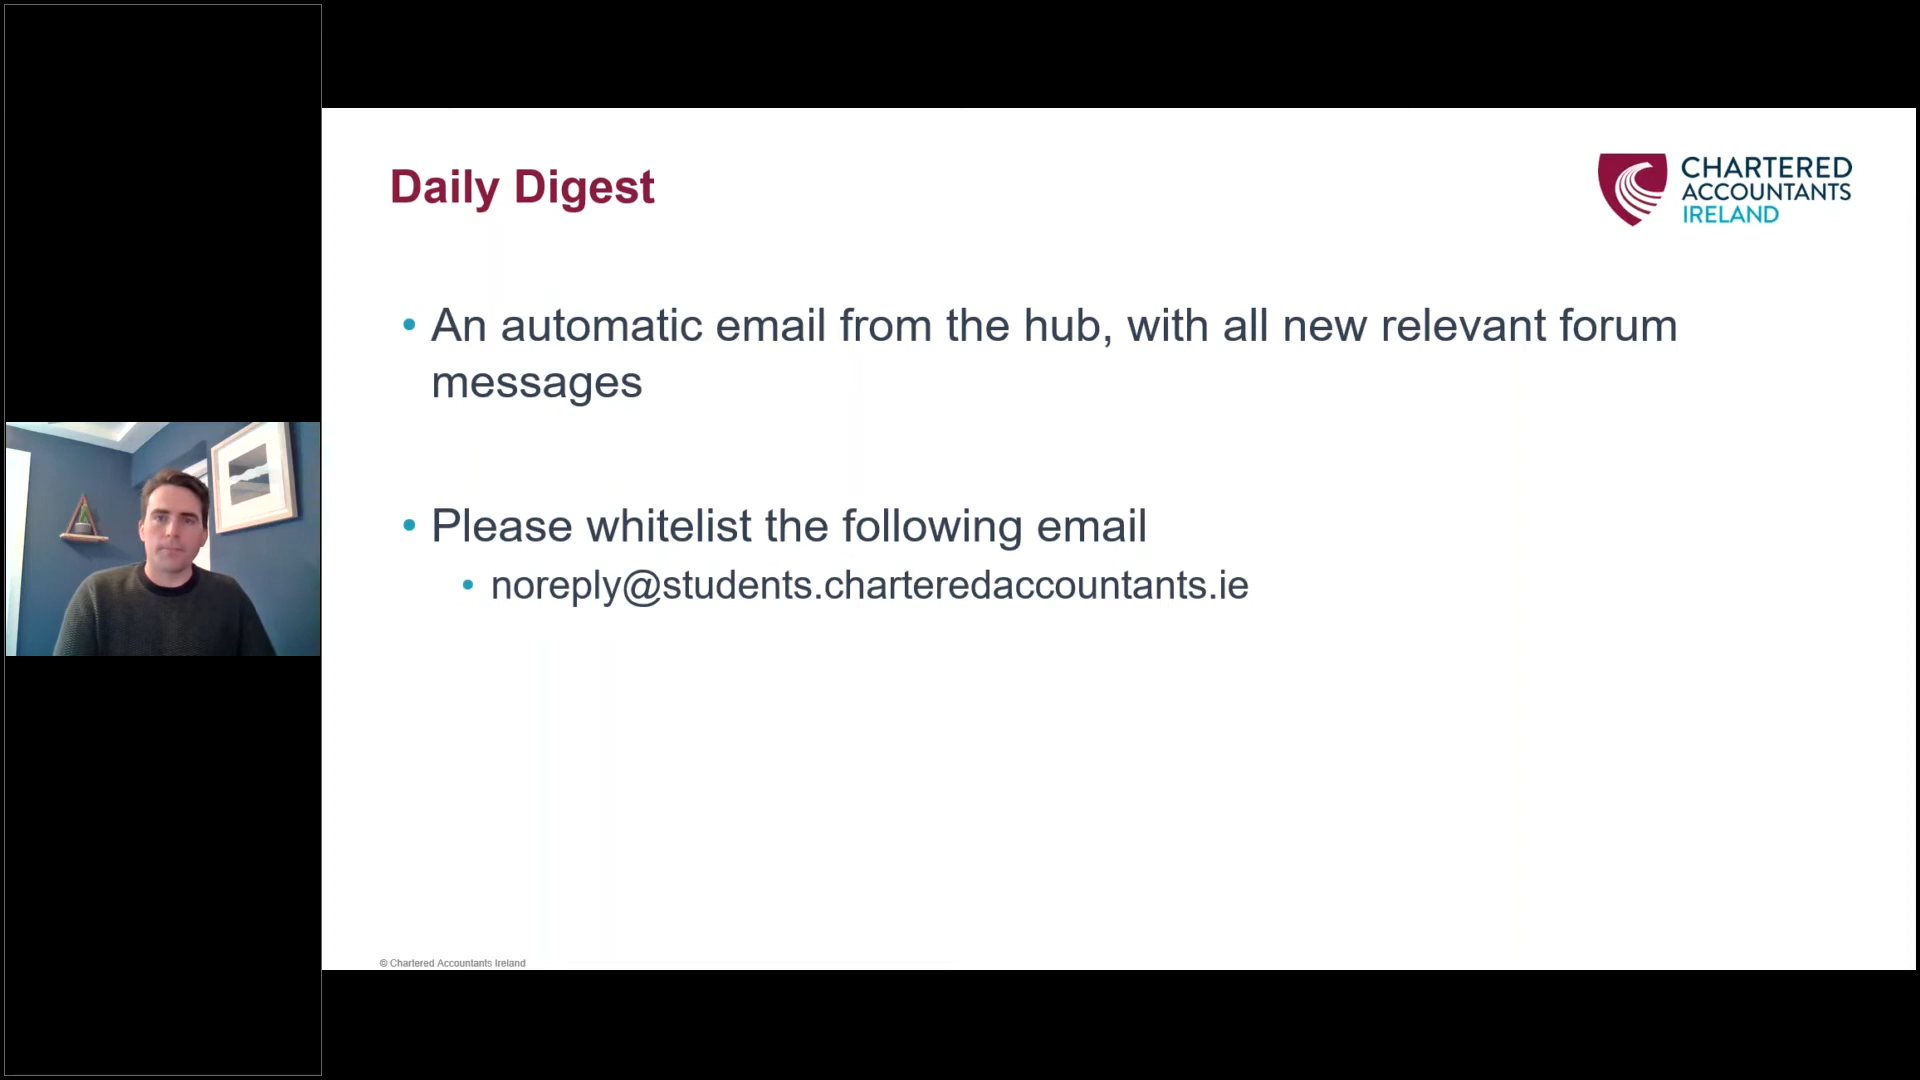 Daily Digest
CHARTERED
ACCOUNTANTS
IRELAND
• An automatic email from the hub, with all new relevant forum
messages
• Please whitelist the following email
• noreply@students.charteredaccountants.ie
© Chartered Accountants Ireland